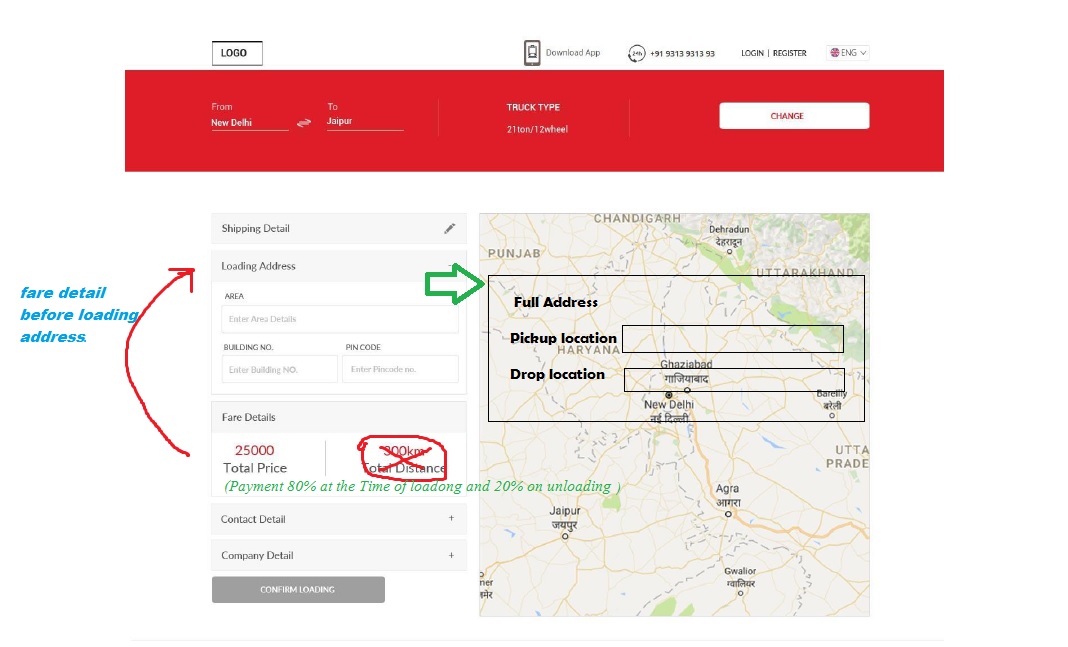 LOGO
Download App
24h
+91 9313 9313 93
LOGIN | REGISTER
ENG
From
To
TRUCK TYPE
New Delhi
Jaipur
21ton/12wheel
CHANGE
Shipping Detail
Loading Address
AREA
Enter Area Details
BUILDING NO.
PIN CODE
Enter Building NO.
Enter Pincode no.
fare detail
before loading
address.
Fare Details
25000
300km
Total Price
Total Distance
(Payment 80% at the Time of loadong and 20% on unloading )
Contact Detail
+
Company Detail
+
CONFIRM LOADING
CHANDIGARH
Dehradun
देहरादून
PUNJAB
UTTARAKHAND
Full Address
Pickup location
HARYANA
Ghaziabad
गाज़ियाबाद
Drop location
Bareilly
बरेली
New Delhi
नई दिल्ली
UTTA
PRADE
Agra
आगरा
Jaipur
जयपुर
Gwalior
ग्वालियर
mer
जमेर